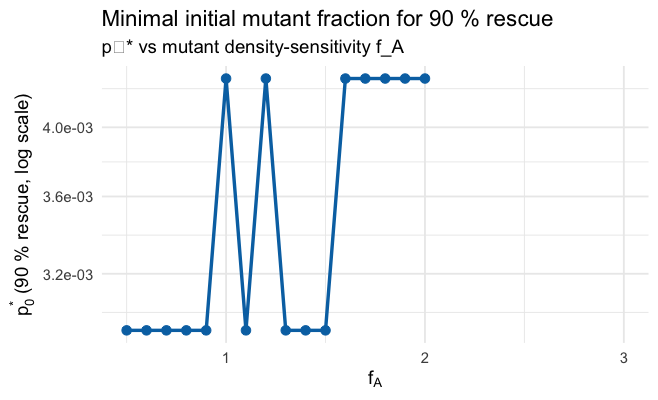 Minimal initial mutant fraction for 90 % rescue
p□* vs mutant density-sensitivity f_A
p₀* (90 % rescue, log scale)
4.0e-03
3.6e-03
3.2e-03
1 2 3
f_A